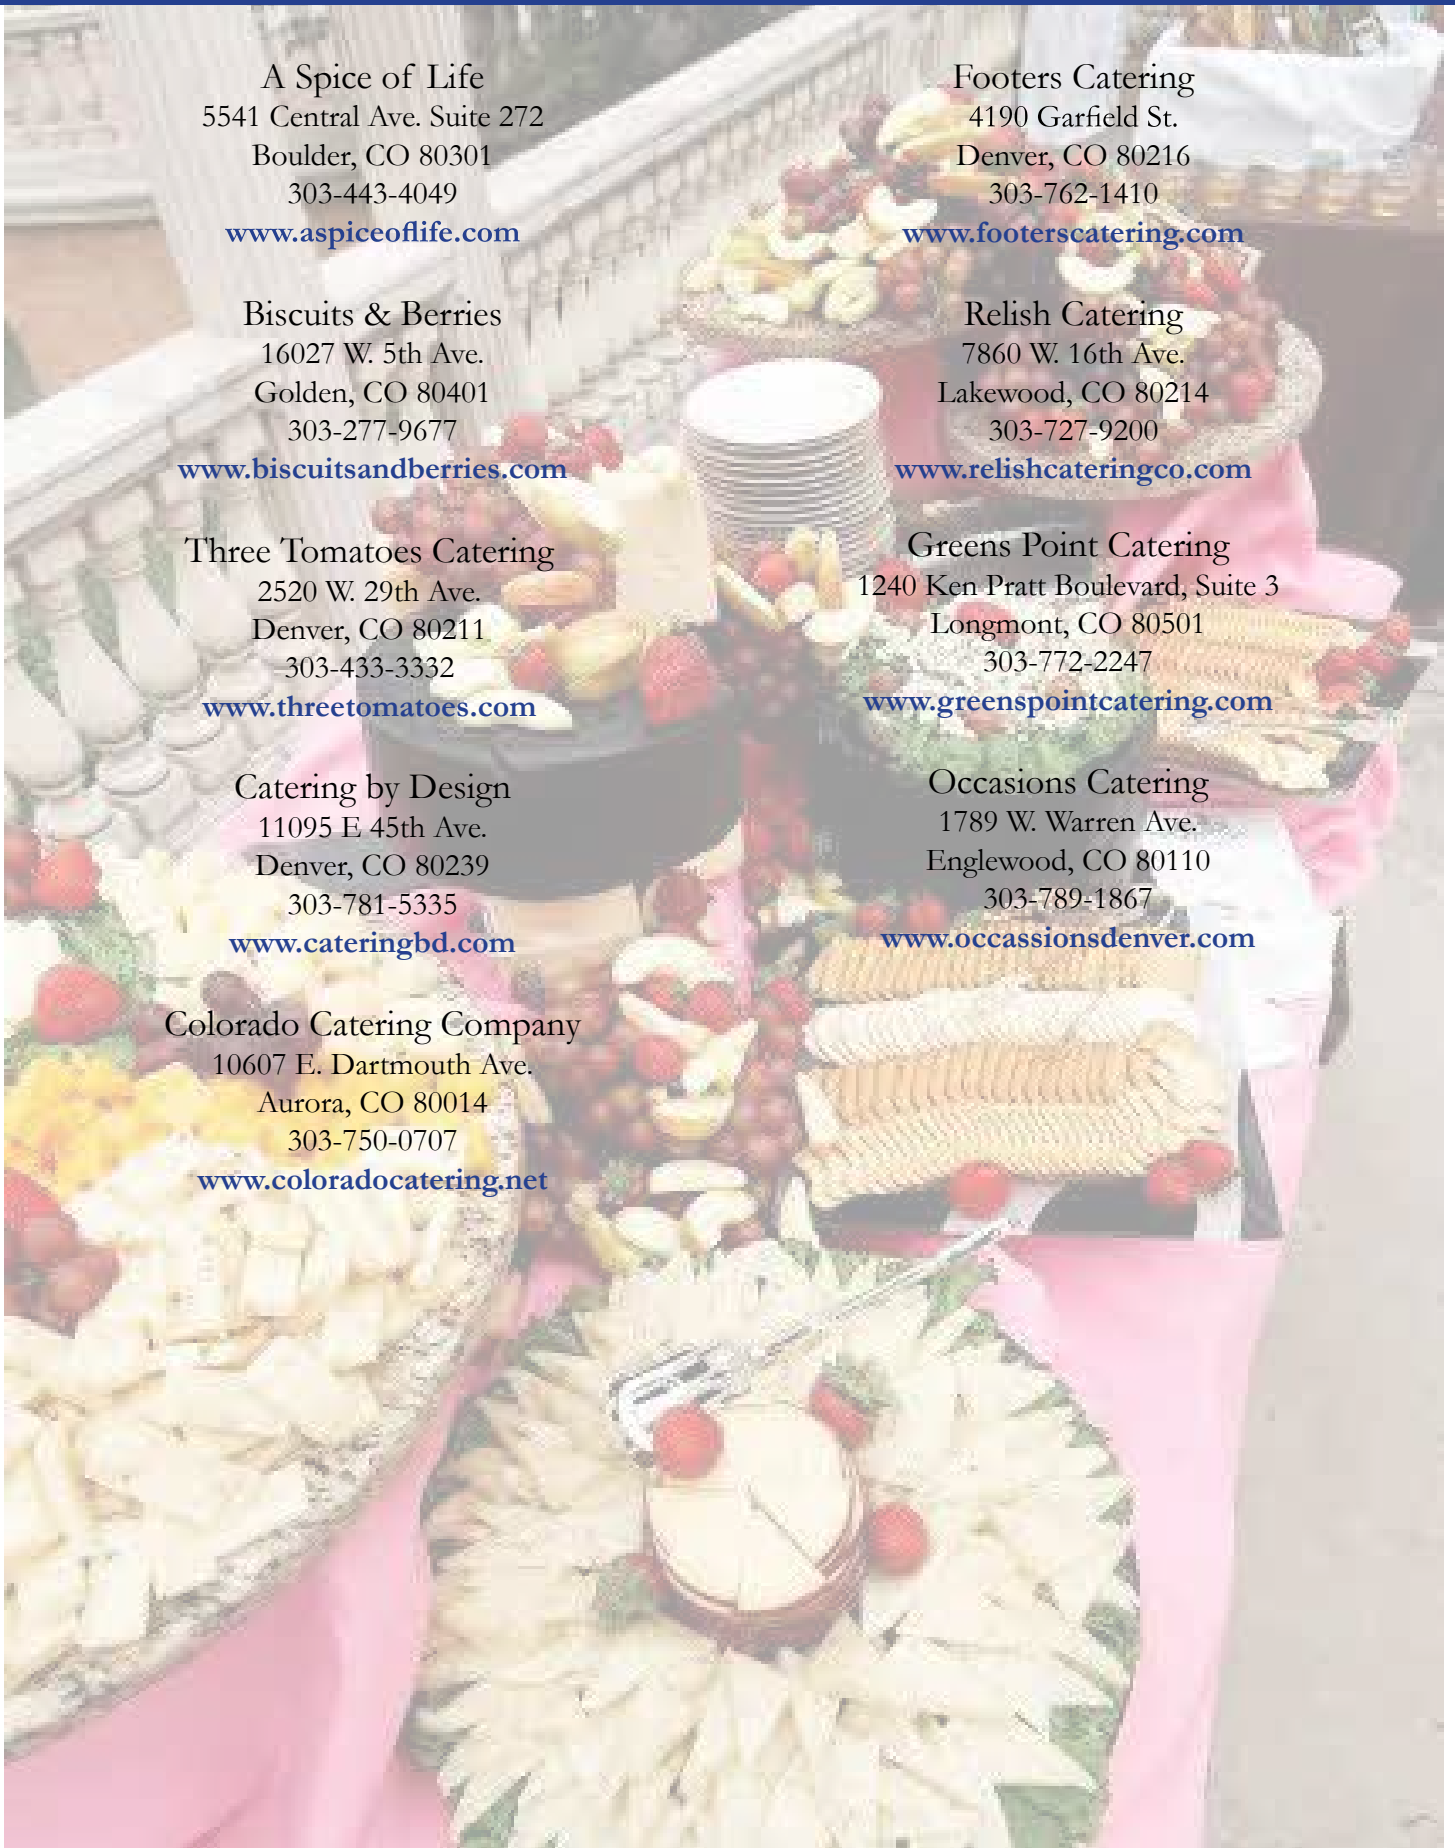 A Spice of Life
5541 Central Ave. Suite 272
Boulder, CO 80301
303-443-4049
www.aspiceoflife.com
Biscuits & Berries
16027 W. 5th Ave.
Golden, CO 80401
303-277-9677
www.biscuitsandberries.com
Three Tomatoes Catering
2520 W. 29th Ave.
Denver, CO 80211
303-433-3332
www.threetomatoes.com
Catering by Design
11095 E 45th Ave.
Denver, CO 80239
303-781-5335
www.cateringbd.com
Colorado Catering Company
10607 E. Dartmouth Ave.
Aurora, CO 80014
303-750-0707
www.coloradocatering.net
Footers Catering
4190 Garfield St.
Denver, CO 80216
303-762-1410
www.footerscatering.com
Relish Catering
7860 W. 16th Ave.
Lakewood, CO 80214
303-727-9200
www.relishcateringco.com
Greens Point Catering
1240 Ken Pratt Boulevard, Suite 3
Longmont, CO 80501
303-772-2247
www.greenspointcatering.com
Occasions Catering
1789 W. Warren Ave.
Englewood, CO 80110
303-789-1867
www.occassionsdenver.com